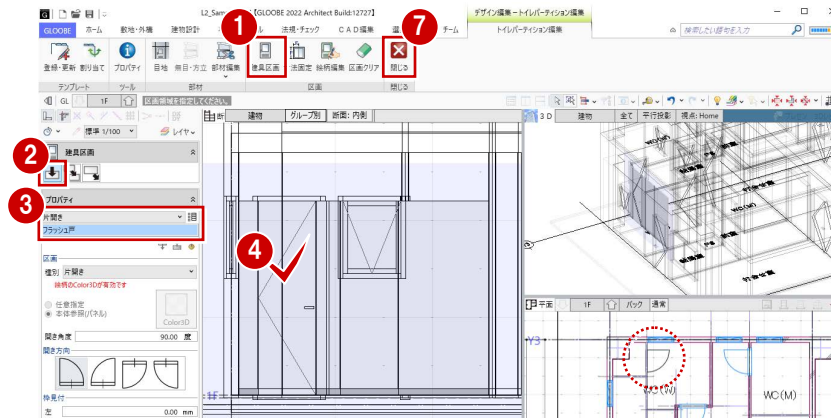 L2_Sam GLOOBE 2022 Architect Build:12727]
デザイン編集 - トイレパーティション編集
GLOOBE ホーム 敷地・外構 建物設計 ル 法規・チェック CAD編集 チーム トイレパーティション編集 検索したい語句を入力
1 7
登録・更新 割り当て プロパティ 目地 無目・方立 部材編集 建具区画 法固定 絵柄編集 区画クリア 閉じる
テンプレート ツール 部材 区画 閉じる
GL 1F 区画領域を指定してください。
標準 1/100 レイヤ
断 建物 グループ別 断面: 内側
3D 建物 全て 平行投影 視点: Home
2
建具区画
3
プロパティ
片開き
フラッシュ戸
4
区画
種別 片開き
絵柄のColor3Dが有効です
任意指定
本体参照(パネル)
Color3D
開き角度 90.00 度
開き方向
枠見付
左 0.00 mm
1F
WC(M)
WC(W)
平面 1F パック 通常
Y3
WC(W)
WC(M)